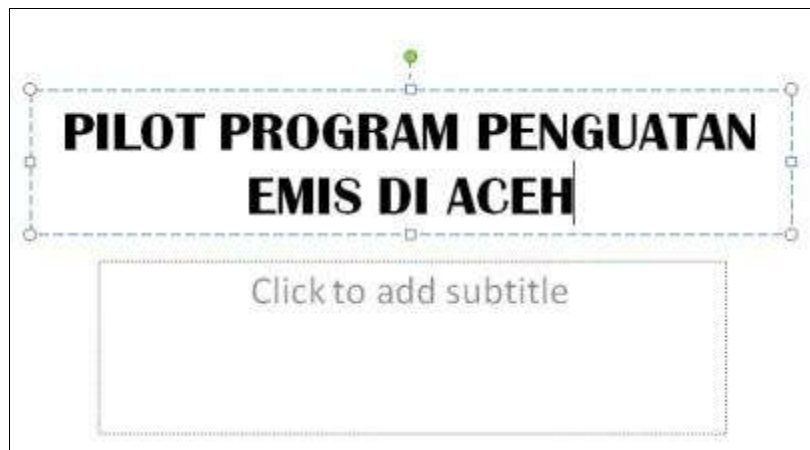 PILOT PROGRAM PENGUATAN
EMIS DI ACEH
Click to add subtitle